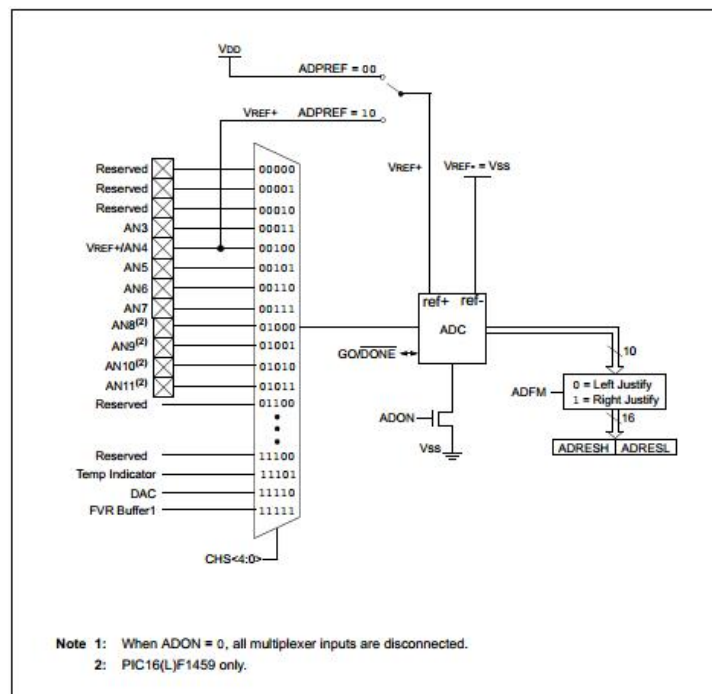 VDD
ADPREF = 00
VREF+ ADPREF = 10
VREF+
VREF- = VSS
Reserved 00000
Reserved 00001
Reserved 00010
AN3 00011
VREF+/AN4 00100
AN5 00101
AN6 00110
AN7 00111
AN8(2) 01000
AN9(2) 01001
AN10(2) 01010
AN11(2) 01011
Reserved 01100
Reserved 11100
Temp Indicator 11101
DAC 11110
FVR Buffer1 11111
CHS<4:0>
ref+ ref-
ADC
GO/DONE
ADON
VSS
10
ADFM
0 = Left Justify
1 = Right Justify
16
ADRESH ADRESL
Note 1: When ADON = 0, all multiplexer inputs are disconnected.
2: PIC16(L)F1459 only.